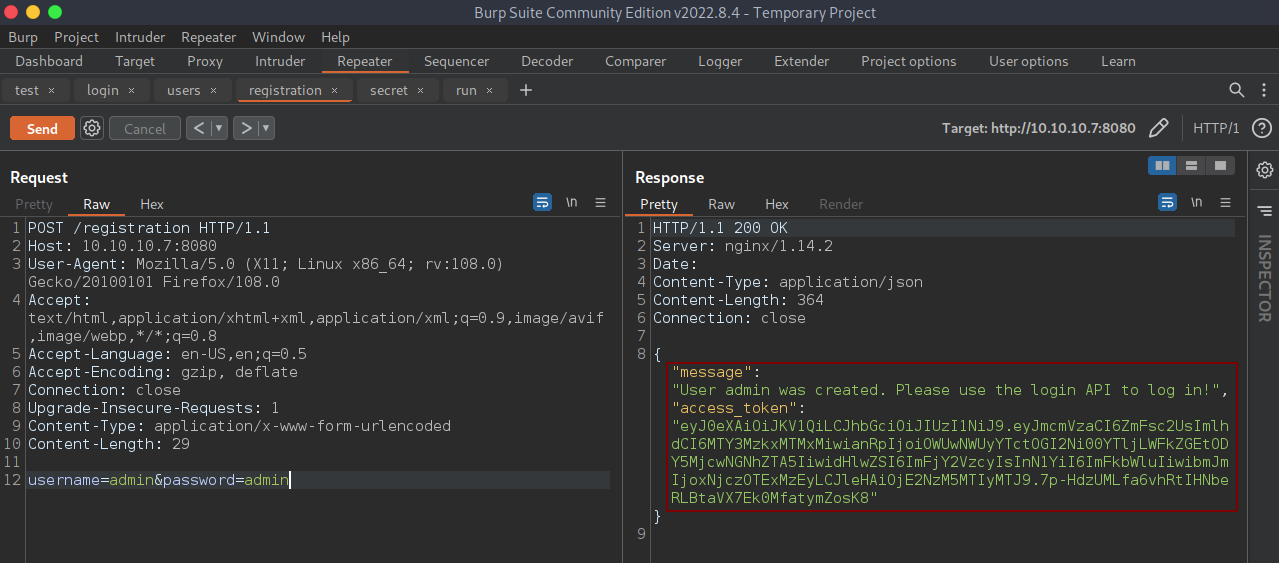 Burp Suite Community Edition v2022.8.4 - Temporary Project
Burp Project Intruder Repeater Window Help
Dashboard Target Proxy Intruder Repeater Sequencer Decoder Comparer Logger Extender Project options User options Learn
test × login × users × registration × secret × run × +
Send Cancel < > Target: http://10.10.10.7:8080 HTTP/1 ?
Request
Pretty Raw Hex \n
1 POST /registration HTTP/1.1
2 Host: 10.10.10.7:8080
3 User-Agent: Mozilla/5.0 (X11; Linux x86_64; rv:108.0)
Gecko/20100101 Firefox/108.0
4 Accept:
text/html,application/xhtml+xml,application/xml;q=0.9,image/avif
,image/webp,*/*;q=0.8
5 Accept-Language: en-US,en;q=0.5
6 Accept-Encoding: gzip, deflate
7 Connection: close
8 Upgrade-Insecure-Requests: 1
9 Content-Type: application/x-www-form-urlencoded
10 Content-Length: 29
11
12 username=admin&password=admin
Response
Pretty Raw Hex Render \n
1 HTTP/1.1 200 OK
2 Server: nginx/1.14.2
3 Date:
4 Content-Type: application/json
5 Content-Length: 364
6 Connection: close
7
8 {
"message":
"User admin was created. Please use the login API to log in!",
"access_token":
"eyJ0eXAiOiJKV1QiLCJhbGciOiJIUzI1NiJ9.eyJmcmVzaCI6ZmFsc2UsImlh
dCI6MTY3MzkxMTMxMiwianRpIjoiOWUwNWUyYTctOGI2Ni00YTljLWFkZGEtOD
Y5MjcwNGNhZTA5IiwidHlwZSI6ImFjY2VzcyIsInN1YiI6ImFkbWluIiwibmJm
IjoxNjczOTExMzEyLCJleHAiOjE2NzM5MTIyMTJ9.7p-HdzUMLfa6vhRtIHNbe
RLBtaVX7Ek0MfatymZosK8"
}
9
INSPECTOR